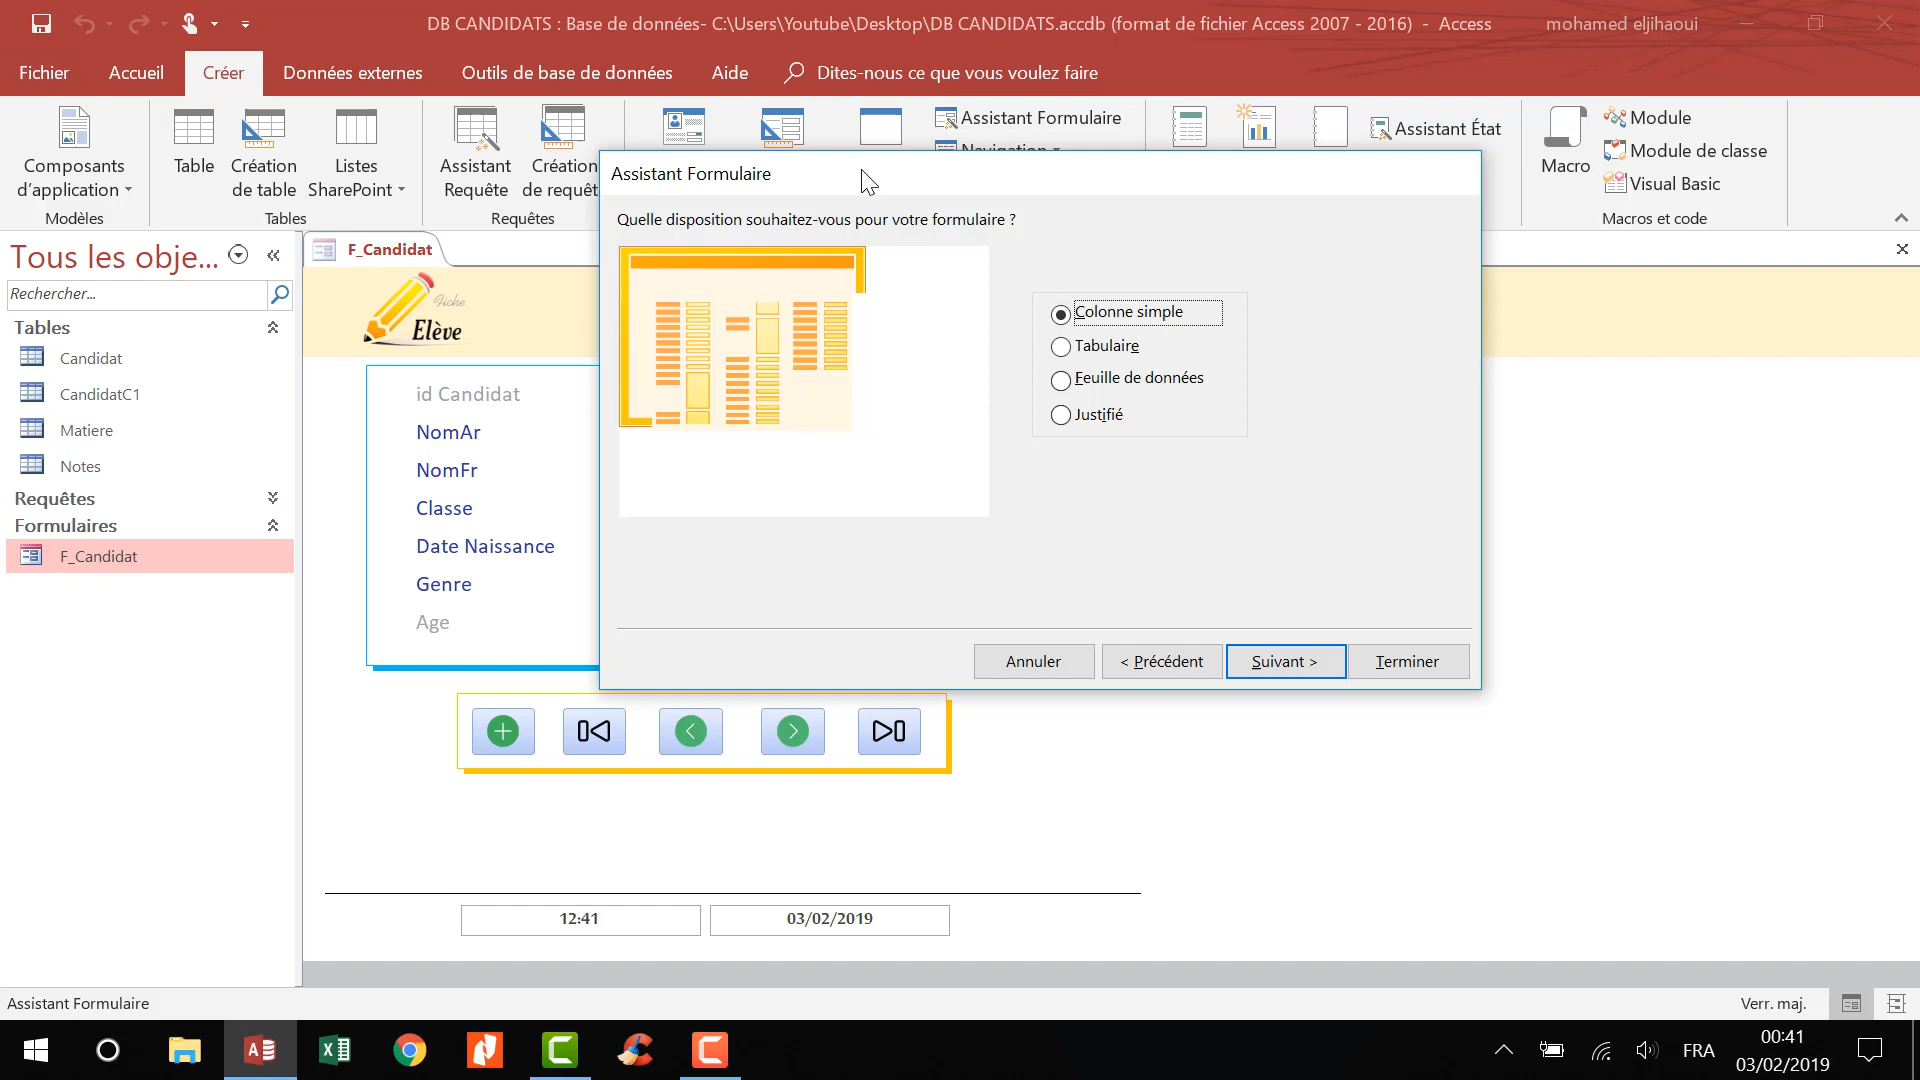 DB CANDIDATS : Base de données- C:\Users\Youtube\Desktop\DB CANDIDATS.accdb (format de fichier Access 2007 - 2016) - Access
mohamed eljihaoui
Fichier
Accueil
Créer
Données externes
Outils de base de données
Aide
Dites-nous ce que vous voulez faire
Composants
d'application
Table
Création
de table
Listes
SharePoint
Assistant
Requête
Création
de requêt
Assistant Formulaire
Navigation
Assistant État
Macro
Module
Module de classe
Visual Basic
Modèles
Tables
Requêtes
Macros et code
Tous les obje...
Rechercher...
Tables
Candidat
CandidatC1
Matiere
Notes
Requêtes
Formulaires
F_Candidat
F_Candidat
Fiche
Elève
id Candidat
NomAr
NomFr
Classe
Date Naissance
Genre
Age
12:41
03/02/2019
Assistant Formulaire
Quelle disposition souhaitez-vous pour votre formulaire ?
Colonne simple
Tabulaire
Feuille de données
Justifié
Annuler
< Précédent
Suivant >
Terminer
Assistant Formulaire
Verr. maj.
FRA
00:41
03/02/2019